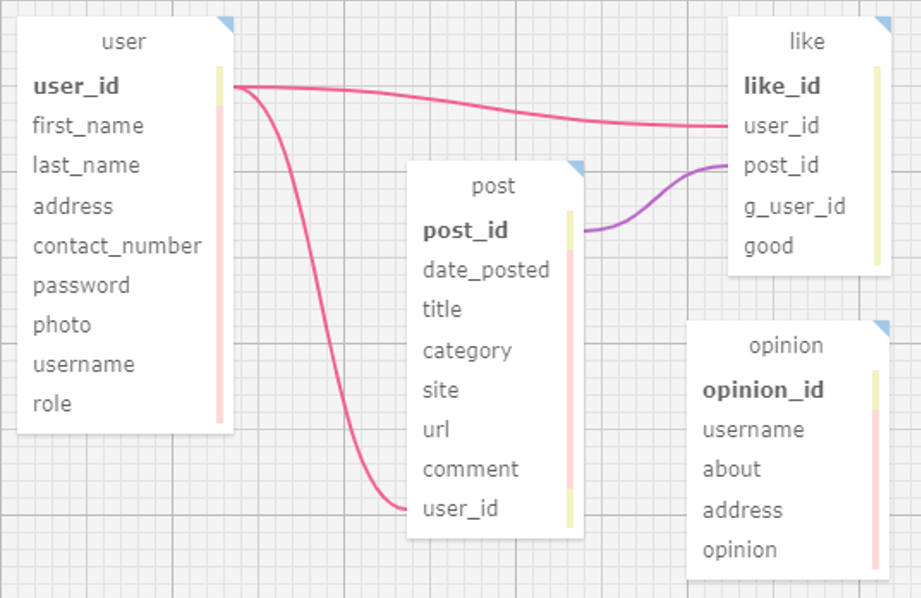 user
user_id
first_name
last_name
address
contact_number
password
photo
username
role
post
post_id
date_posted
title
category
site
url
comment
user_id
like
like_id
user_id
post_id
g_user_id
good
opinion
opinion_id
username
about
address
opinion